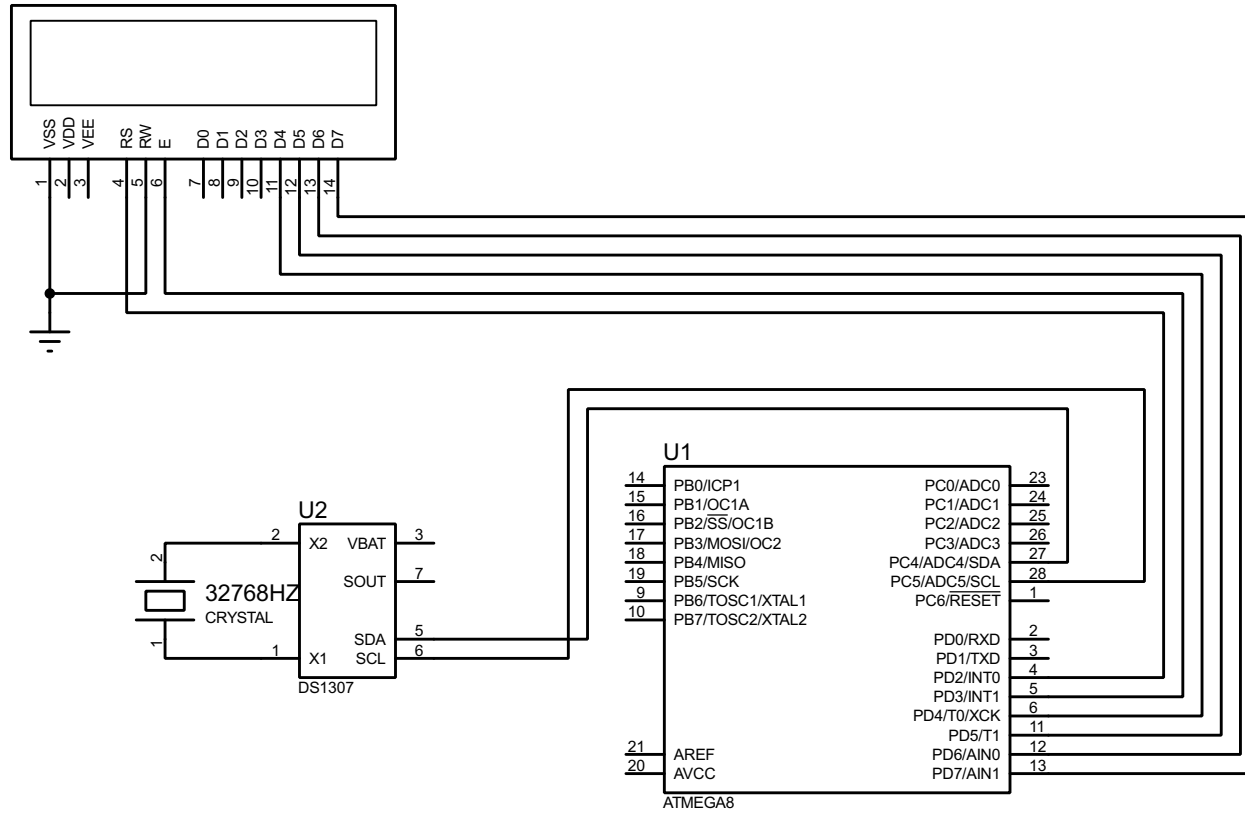 VSS
VDD
VEE
RS
RW
E
D0
D1
D2
D3
D4
D5
D6
D7
1
2
3
4
5
6
7
8
9
10
11
12
13
14
U2
2
X2
VBAT
3
SOUT
7
2
32768HZ
CRYSTAL
1
SDA
5
1
X1
SCL
6
DS1307
U1
14
PB0/ICP1
PC0/ADC0
23
15
PB1/OC1A
PC1/ADC1
24
16
PB2/SS/OC1B
PC2/ADC2
25
17
PB3/MOSI/OC2
PC3/ADC3
26
18
PB4/MISO
PC4/ADC4/SDA
27
19
PB5/SCK
PC5/ADC5/SCL
28
9
PB6/TOSC1/XTAL1
PC6/RESET
1
10
PB7/TOSC2/XTAL2
PD0/RXD
2
PD1/TXD
3
PD2/INT0
4
PD3/INT1
5
PD4/T0/XCK
6
PD5/T1
11
21
AREF
PD6/AIN0
12
20
AVCC
PD7/AIN1
13
ATMEGA8